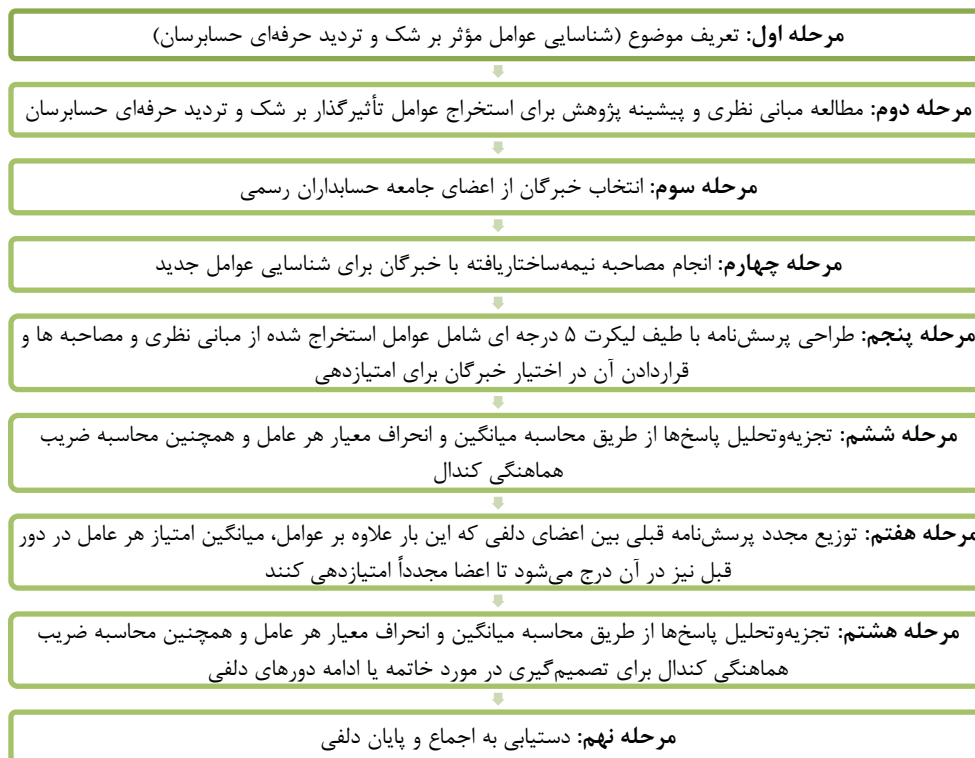 مرحله اول: تعریف موضوع (شناسایی عوامل مؤثر بر شک و تردید حرفه‌ای حسابرسان)
مرحله دوم: مطالعه مبانی نظری و پیشینه پژوهش برای استخراج عوامل تأثیرگذار بر شک و تردید حرفه‌ای حسابرسان
مرحله سوم: انتخاب خبرگان از اعضای جامعه حسابداران رسمی
مرحله چهارم: انجام مصاحبه نیمه‌ساختاریافته با خبرگان برای شناسایی عوامل جدید
مرحله پنجم: طراحی پرسش‌نامه با طیف لیکرت ۵ درجه ای شامل عوامل استخراج شده از مبانی نظری و مصاحبه ها و
قراردادن آن در اختیار خبرگان برای امتیازدهی
مرحله ششم: تجزیه‌وتحلیل پاسخ‌ها از طریق محاسبه میانگین و انحراف معیار هر عامل و همچنین محاسبه ضریب
هماهنگی کندال
مرحله هفتم: توزیع مجدد پرسش‌نامه قبلی بین اعضای دلفی که این بار علاوه بر عوامل، میانگین امتیاز هر عامل در دور
قبل نیز در آن درج می‌شود تا اعضا مجدداً امتیازدهی کنند
مرحله هشتم: تجزیه‌وتحلیل پاسخ‌ها از طریق محاسبه میانگین و انحراف معیار هر عامل و همچنین محاسبه ضریب
هماهنگی کندال برای تصمیم‌گیری در مورد خاتمه یا ادامه دورهای دلفی
مرحله نهم: دستیابی به اجماع و پایان دلفی